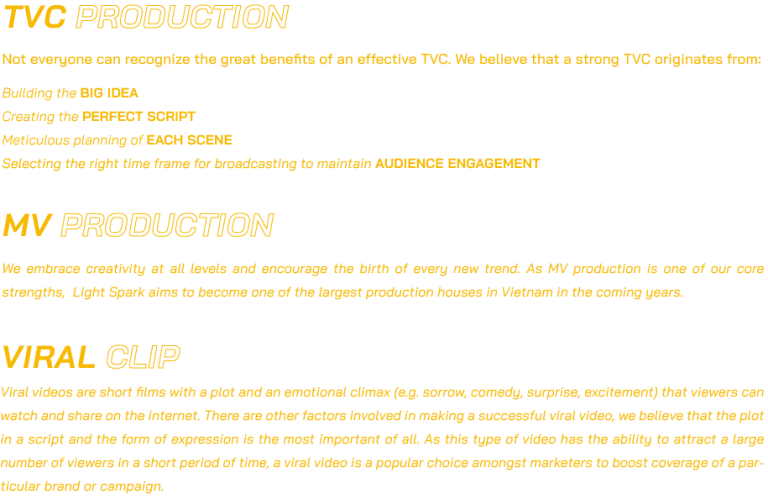 TVC PRODUCTION
Not everyone can recognize the great benefits of an effective TVC. We believe that a strong TVC originates from:
Building the BIG IDEA
Creating the PERFECT SCRIPT
Meticulous planning of EACH SCENE
Selecting the right time frame for broadcasting to maintain AUDIENCE ENGAGEMENT
MV PRODUCTION
We embrace creativity at all levels and encourage the birth of every new trend. As MV production is one of our core
strengths, Light Spark aims to become one of the largest production houses in Vietnam in the coming years.
VIRAL CLIP
Viral videos are short films with a plot and an emotional climax (e.g. sorrow, comedy, surprise, excitement) that viewers can
watch and share on the internet. There are other factors involved in making a successful viral video, we believe that the plot
in a script and the form of expression is the most important of all. As this type of video has the ability to attract a large
number of viewers in a short period of time, a viral video is a popular choice amongst marketers to boost coverage of a par-
ticular brand or campaign.